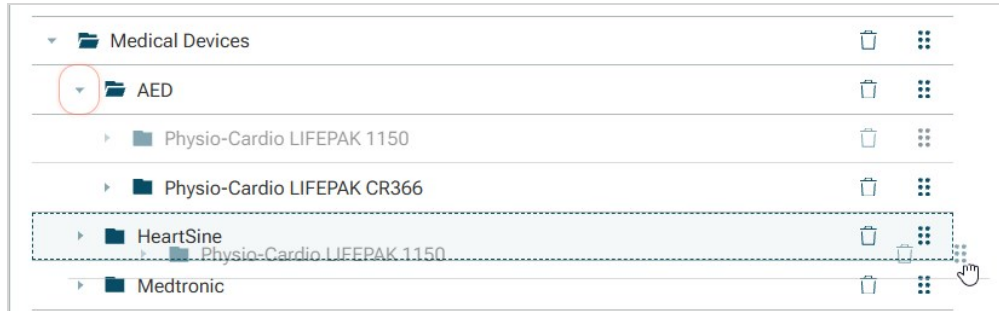 Medical Devices
AED
Physio-Cardio LIFEPAK 1150
Physio-Cardio LIFEPAK CR366
HeartSine
Physio-Cardio LIFEPAK 1150
Medtronic